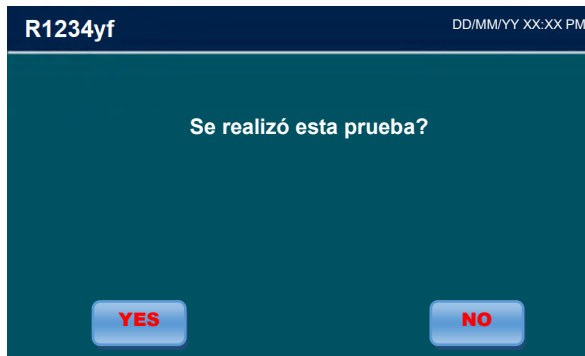 R1234yf DD/MM/YY XX:XX PM
Se realizó esta prueba?
YES NO